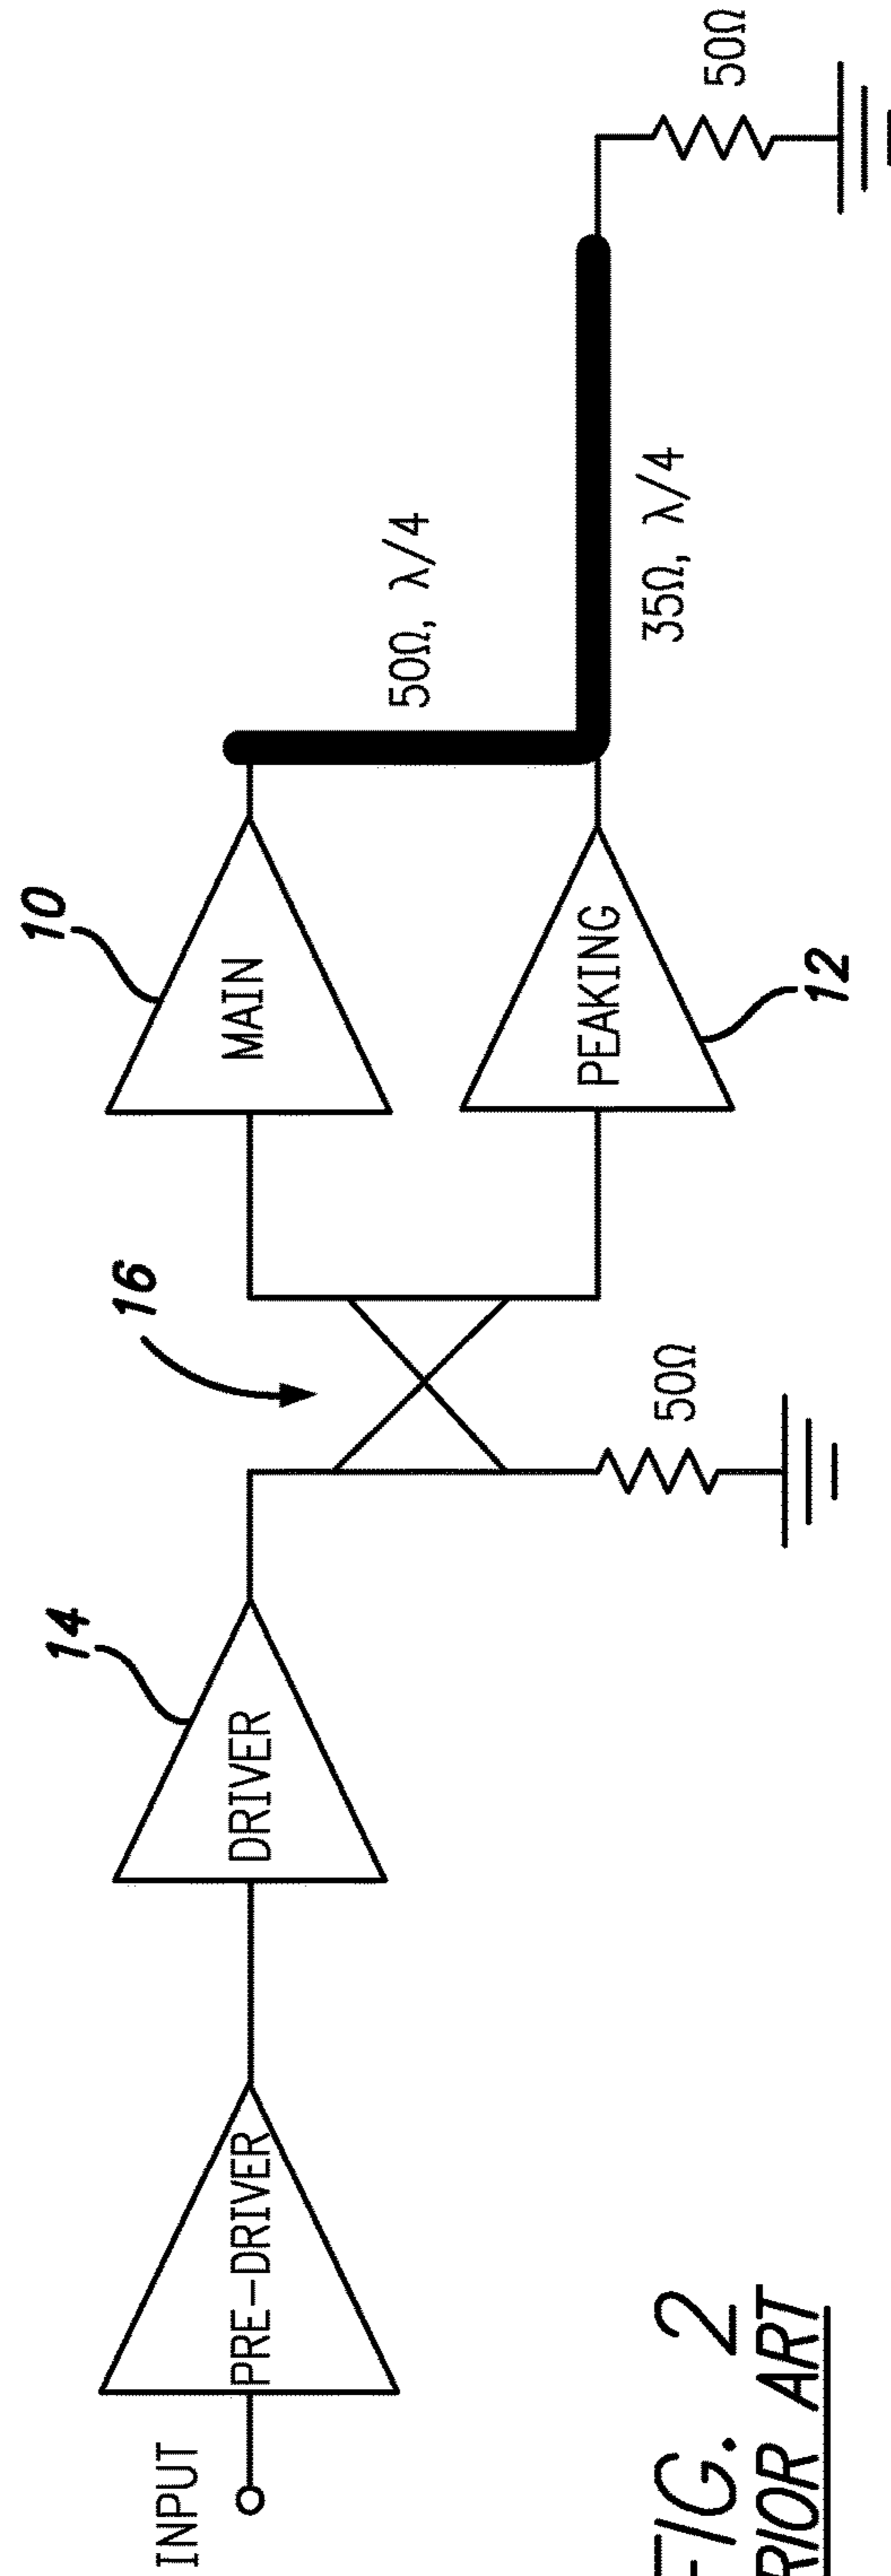 INPUT
PRE-DRIVER
DRIVER
14
16
50Ω
MAIN
10
PEAKING
12
50Ω, λ/4
35Ω, λ/4
50Ω
FIG. 2
PRIOR ART